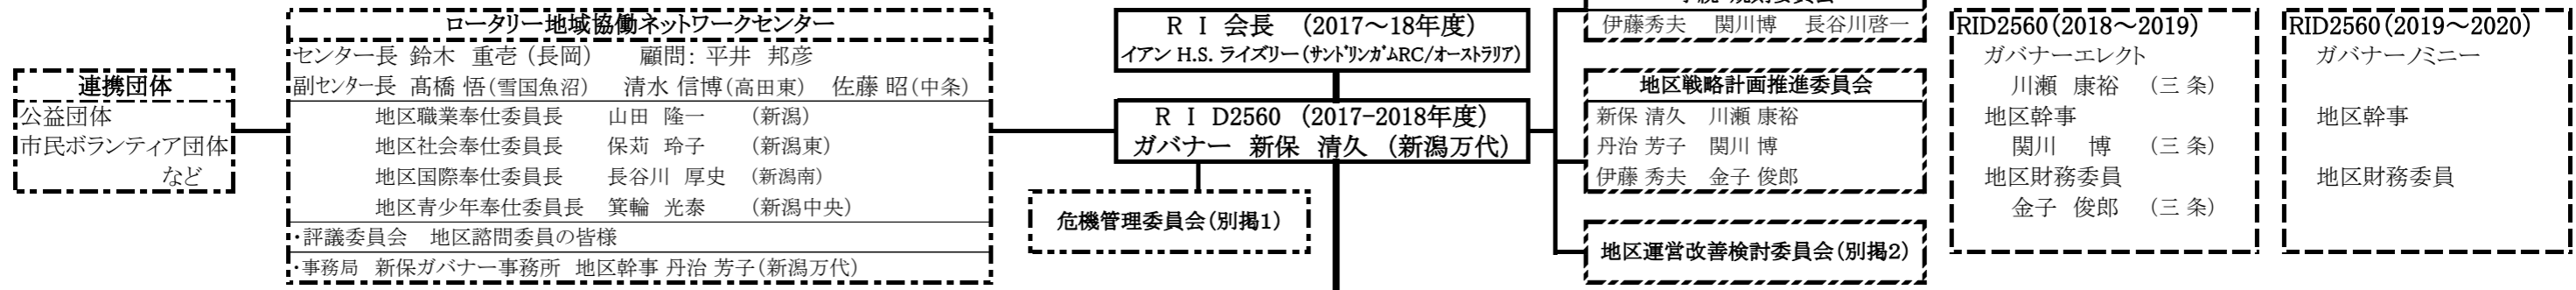 連携団体
公益団体
市民ボランティア団体
など
ロータリー地域協働ネットワークセンター
センター長 鈴木 重壱 (長岡) 顧問: 平井 邦彦
副センター長 髙橋 悟(雪国魚沼) 清水 信博(高田東) 佐藤 昭(中条)
地区職業奉仕委員長 山田 隆一 (新潟)
地区社会奉仕委員長 保苅 玲子 (新潟東)
地区国際奉仕委員長 長谷川 厚史 (新潟南)
地区青少年奉仕委員長 箕輪 光泰 (新潟中央)
・評議委員会 地区諮問委員の皆様
・事務局 新保ガバナー事務所 地区幹事 丹治 芳子(新潟万代)
R I 会長 (2017～18年度)
イアン H.S. ライズリー(サンドリンガムRC/オーストラリア)
R I D2560 (2017-2018年度)
ガバナー 新保 清久 (新潟万代)
危機管理委員会(別掲1)
伊藤秀夫 関川博 長谷川啓一
地区戦略計画推進委員会
新保 清久 川瀬 康裕
丹治 芳子 関川 博
伊藤 秀夫 金子 俊郎
地区運営改善検討委員会(別掲2)
RID2560(2018～2019)
ガバナーエレクト
川瀬 康裕 (三 条)
地区幹事
関川 博 (三 条)
地区財務委員
金子 俊郎 (三 条)
RID2560(2019～2020)
ガバナーノミニー
地区幹事
地区財務委員